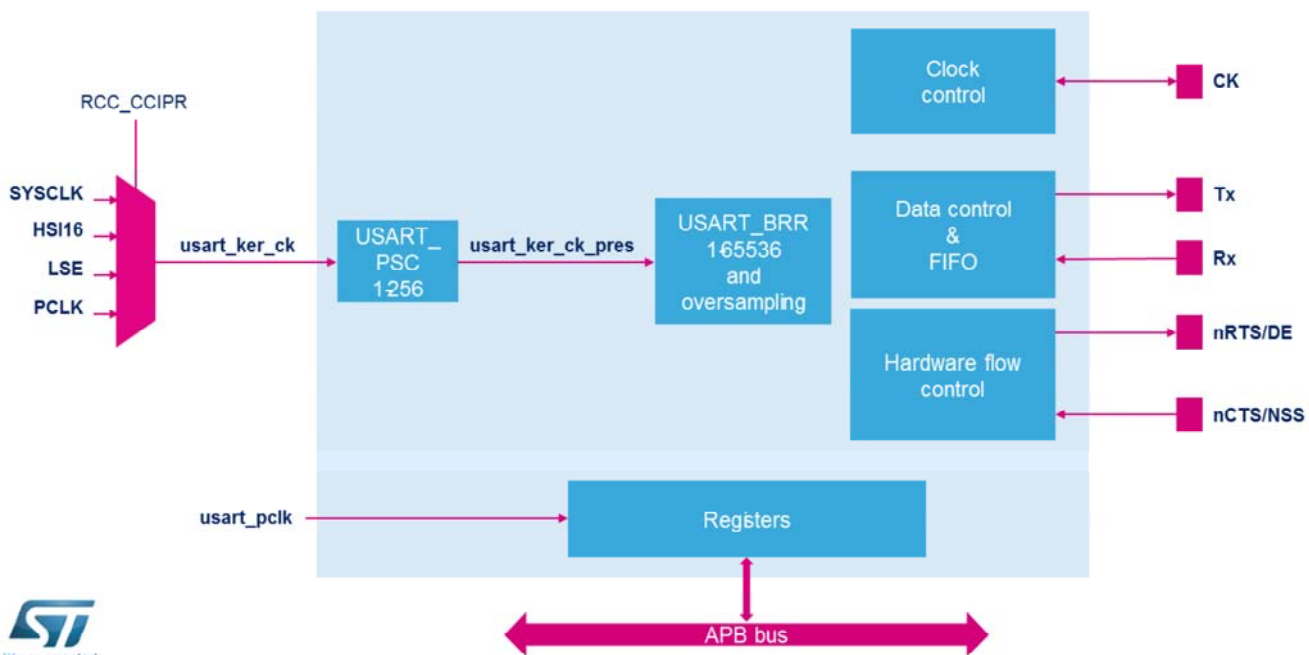 RCC_CCIPR
SYSCLK
HSI16
LSE
PCLK
usart_ker_ck
USART_
PSC
1-256
usart_ker_ck_pres
USART_BRR
1-65536
and
oversampling
Clock
control
CK
Data control
&
FIFO
Tx
Rx
Hardware flow
control
nRTS/DE
nCTS/NSS
usart_pclk
Registers
APB bus
ST